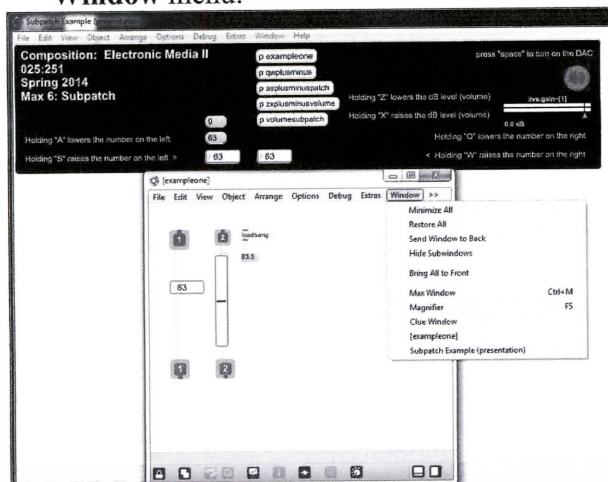 Window menu.
Subpatch Example (presentation)
File Edit View Object Arrange Options Debug Extras Window Help
Composition: Electronic Media II
025:251
Spring 2014
Max 6: Subpatch
p exampleone
p qwplusminus
p asplusminuspatch
p zxplusminusvolume
p volumesubpatch
press "space" to turn on the DAC
Holding "Z" lowers the dB level (volume)
live.gain~[1]
Holding "X" raises the dB level (volume)
0.0 dB
0
Holding "A" lowers the number on the left
63
Holding "Q" lowers the number on the right
Holding "S" raises the number on the left >
63
63
< Holding "W" raises the number on the right
[exampleone]
File Edit View Object Arrange Options Debug Extras Window >>
1
2
loadbang
83.5
63
1
2
Minimize All
Restore All
Send Window to Back
Hide Subwindows
Bring All to Front
Max Window Ctrl+M
Magnifier F5
Clue Window
[exampleone]
Subpatch Example (presentation)